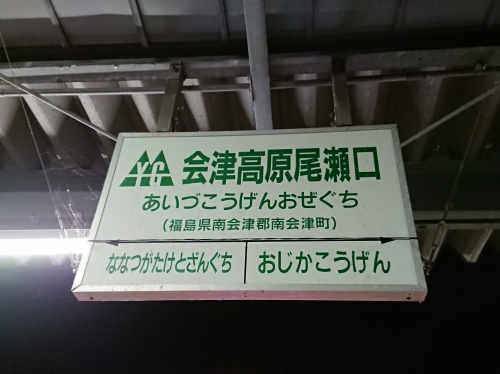 会津高原尾瀬口
あいづこうげんおぜぐち
(福島県南会津郡南会津町)
ななつがたけとざんぐち おじかこうげん